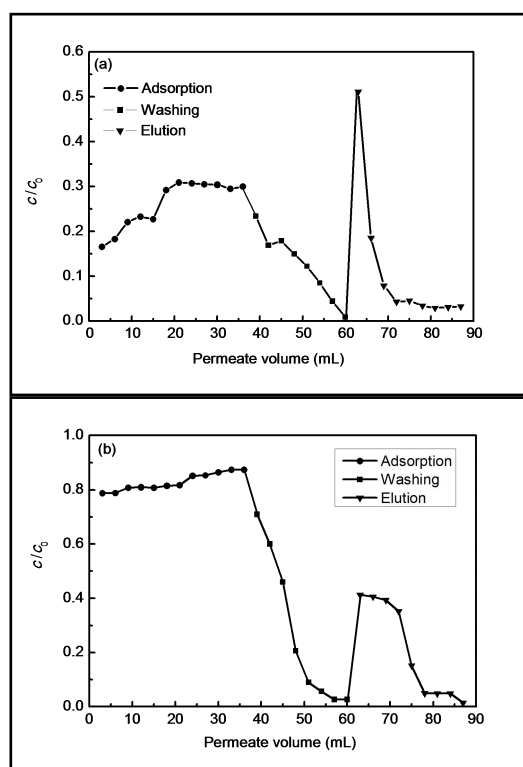 (a)
Adsorption
Washing
Elution
c/c0
0.6
0.5
0.4
0.3
0.2
0.1
0.0
0 10 20 30 40 50 60 70 80 90
Permeate volume (mL)
(b)
Adsorption
Washing
Elution
c/c0
1.0
0.8
0.6
0.4
0.2
0.0
0 10 20 30 40 50 60 70 80 90
Permeate volume (mL)